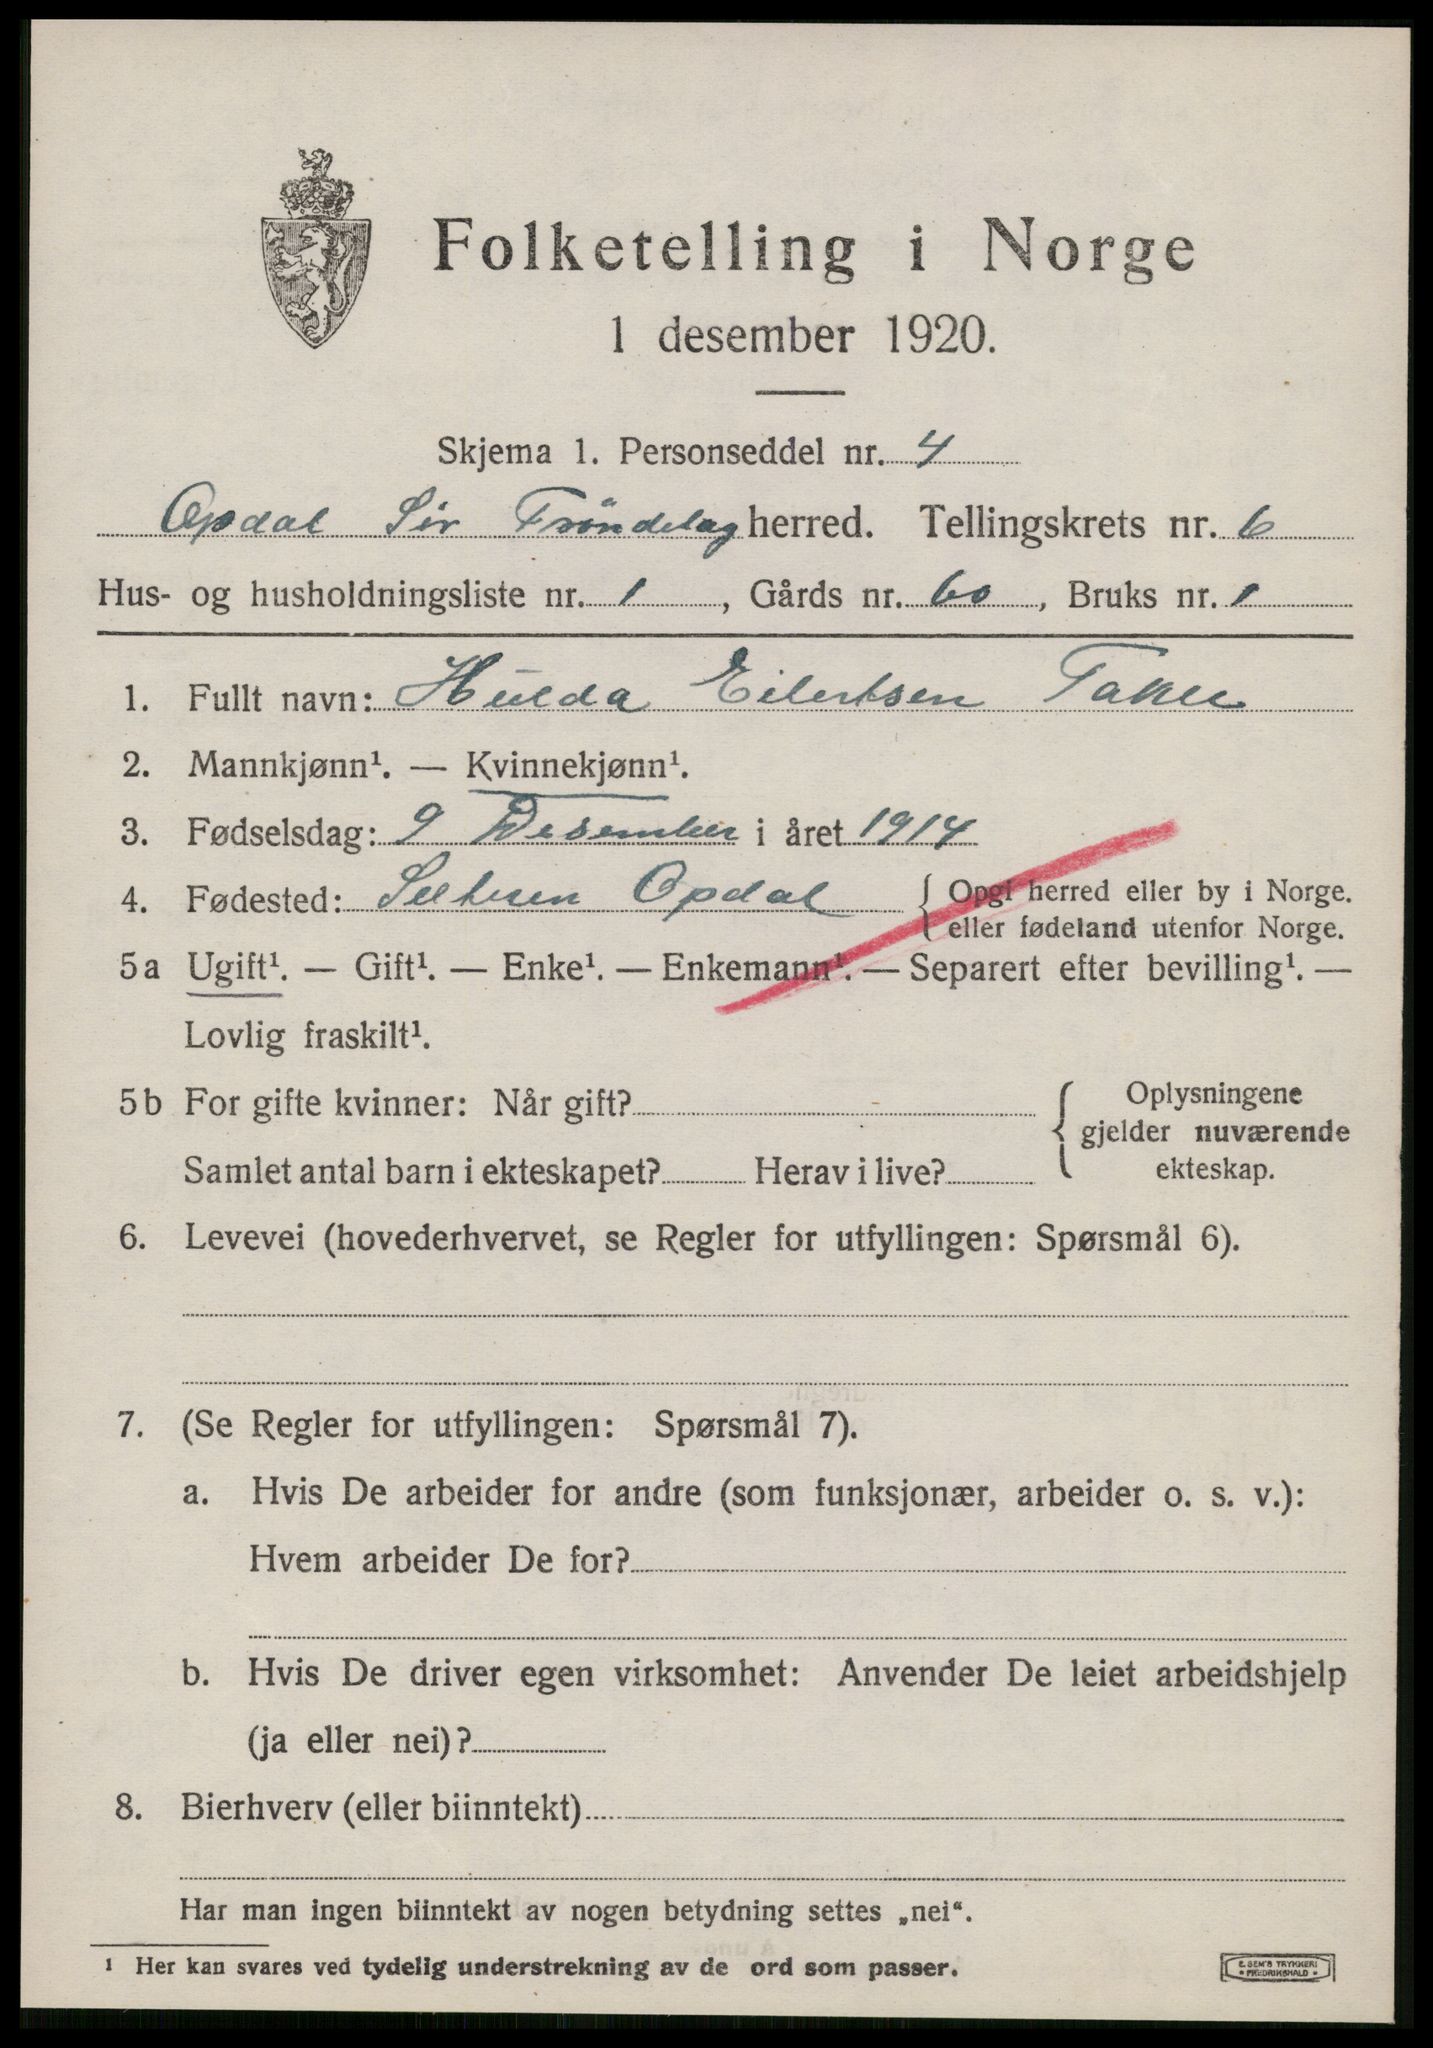 Folketelling i Norge
1 desember 1920.
Skjema 1. Personseddel nr. 4
Opdal Sör Tröndelag herred. Tellingskrets nr. 6
Hus- og husholdningsliste nr. 1, Gårds nr. 60, Bruks nr. 1
1. Fullt navn: Hulda Eilertsen
2. Mannkjønn¹. — Kvinnekjønn¹.
3. Fødselsdag: 9 Desember i året 1914
4. Fødested: Opdal { Opgi herred eller by i Norge.
eller fødeland utenfor Norge.
5a Ugift¹. — Gift¹. — Enke¹. — Enkemann¹. — Separert efter bevilling¹. —
Lovlig fraskilt¹.
5b For gifte kvinner: Når gift? { Oplysningene
gjelder nuværende
Samlet antal barn i ekteskapet? Herav i live? ekteskap.
6. Levevei (hovederhvervet, se Regler for utfyllingen: Spørsmål 6).
7. (Se Regler for utfyllingen: Spørsmål 7).
a. Hvis De arbeider for andre (som funksjonær, arbeider o. s. v.):
Hvem arbeider De for?
b. Hvis De driver egen virksomhet: Anvender De leiet arbeidshjelp
(ja eller nei)?
8. Bierhverv (eller biinntekt)
Har man ingen biinntekt av nogen betydning settes „nei“.
¹ Her kan svares ved tydelig understrekning av de ord som passer.
E. SEM'S TRYKKERI
* FREDRIKSHALD *